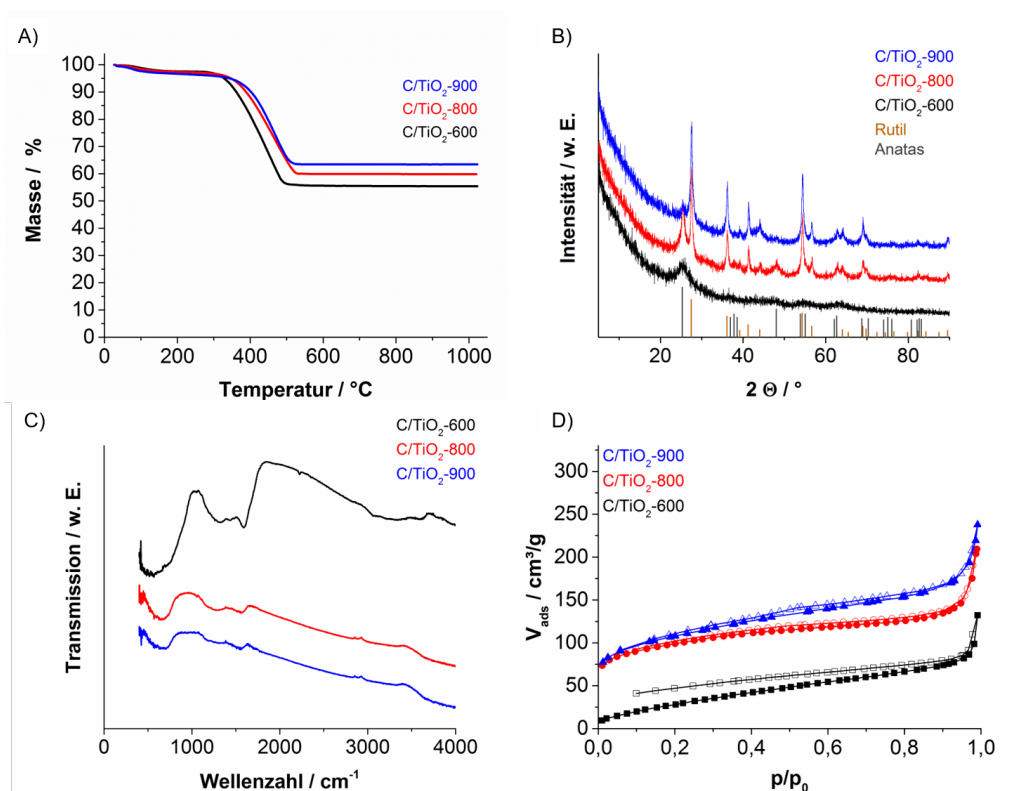 A)
100
90
80
70
60
50
40
30
20
10
0
Masse / %
C/TiO2-900
C/TiO2-800
C/TiO2-600
0 200 400 600 800 1000
Temperatur / °C
B)
Intensität / w. E.
C/TiO2-900
C/TiO2-800
C/TiO2-600
Rutil
Anatas
20 40 60 80
2 Θ / °
C)
Transmission / w. E.
C/TiO2-600
C/TiO2-800
C/TiO2-900
0 1000 2000 3000 4000
Wellenzahl / cm-1
D)
C/TiO2-900
C/TiO2-800
C/TiO2-600
300
250
200
150
100
50
0
Vads / cm³/g
0,0 0,2 0,4 0,6 0,8 1,0
p/p0